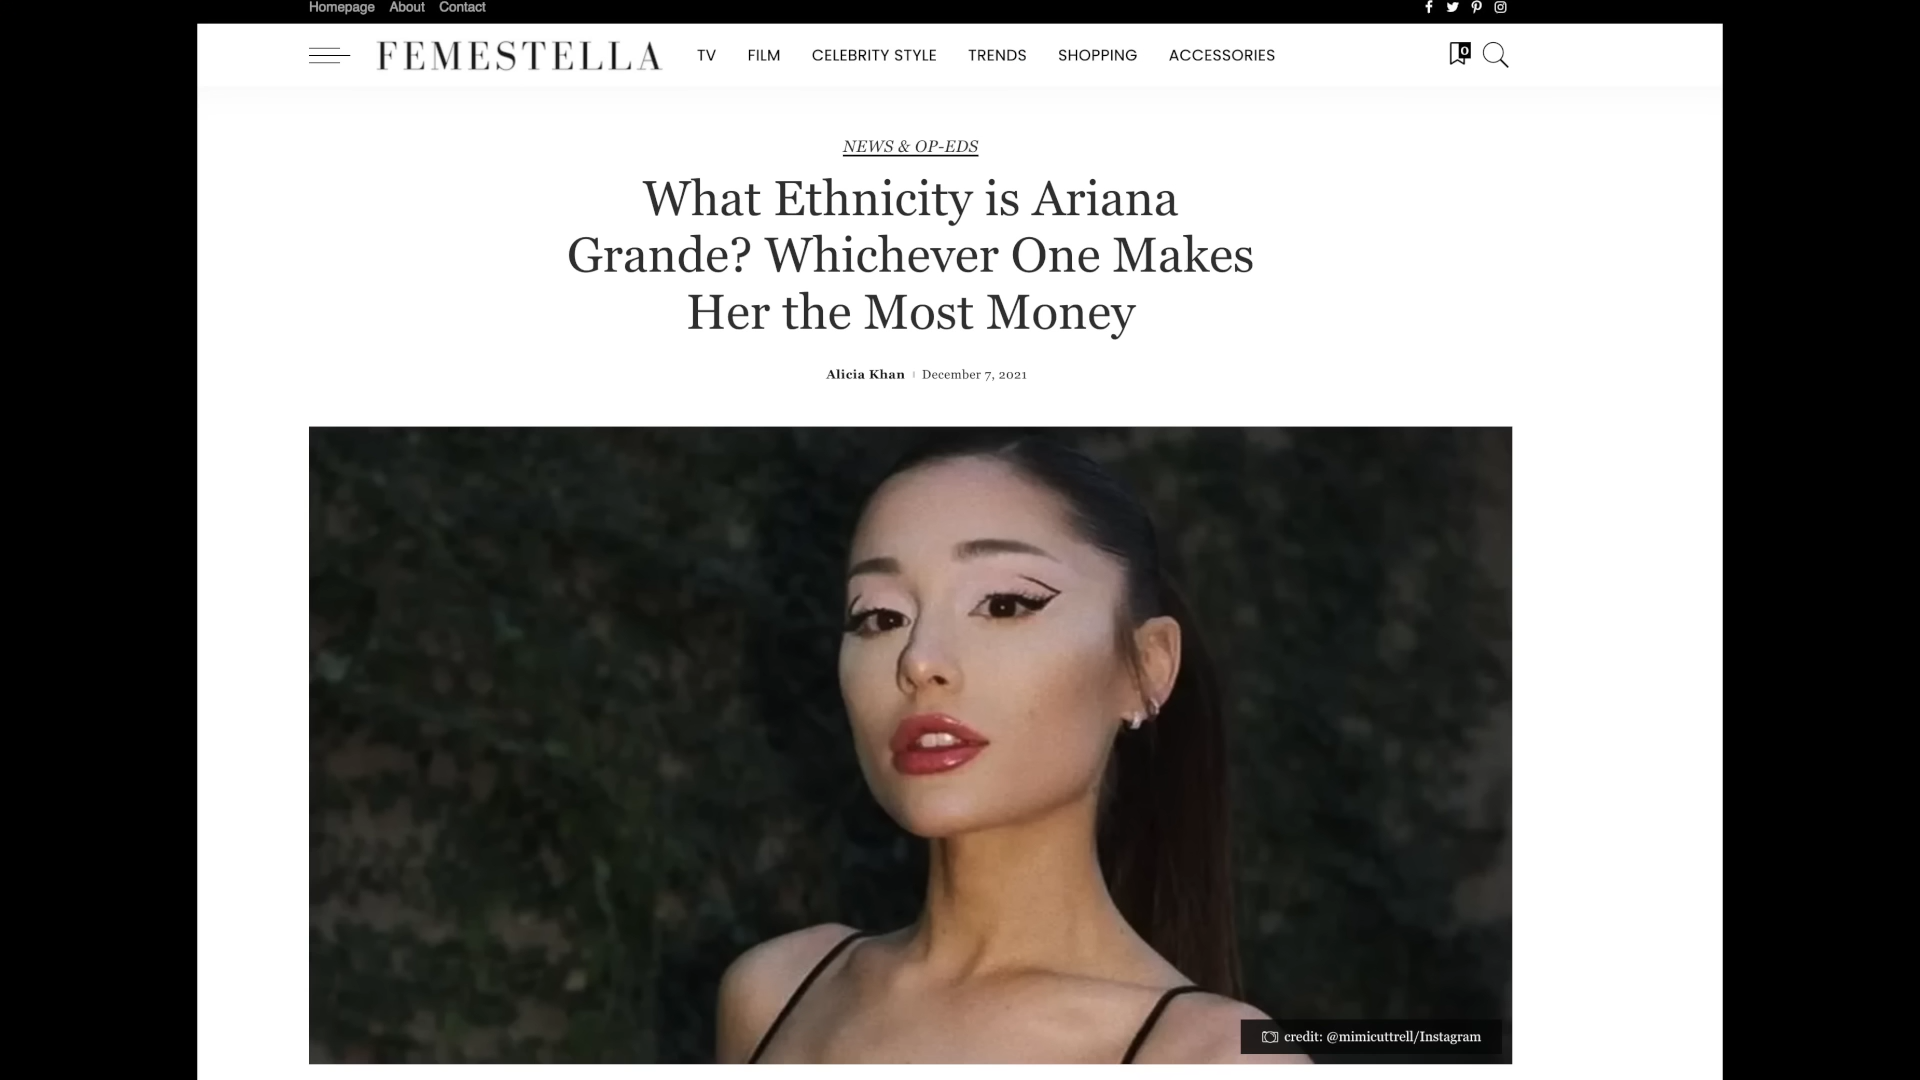 Homepage About Contact
FEMESTELLA TV FILM CELEBRITY STYLE TRENDS SHOPPING ACCESSORIES 0
NEWS & OP-EDS
What Ethnicity is Ariana
Grande? Whichever One Makes
Her the Most Money
Alicia Khan December 7, 2021
credit: @mimicuttrell/Instagram